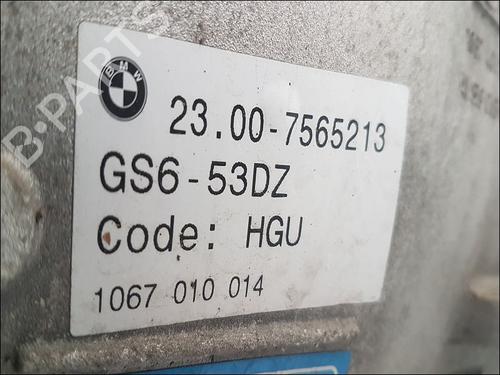 BMW
23.00-7565213
GS6-53DZ
Code: HGU
1067 010 014
B-PARTS